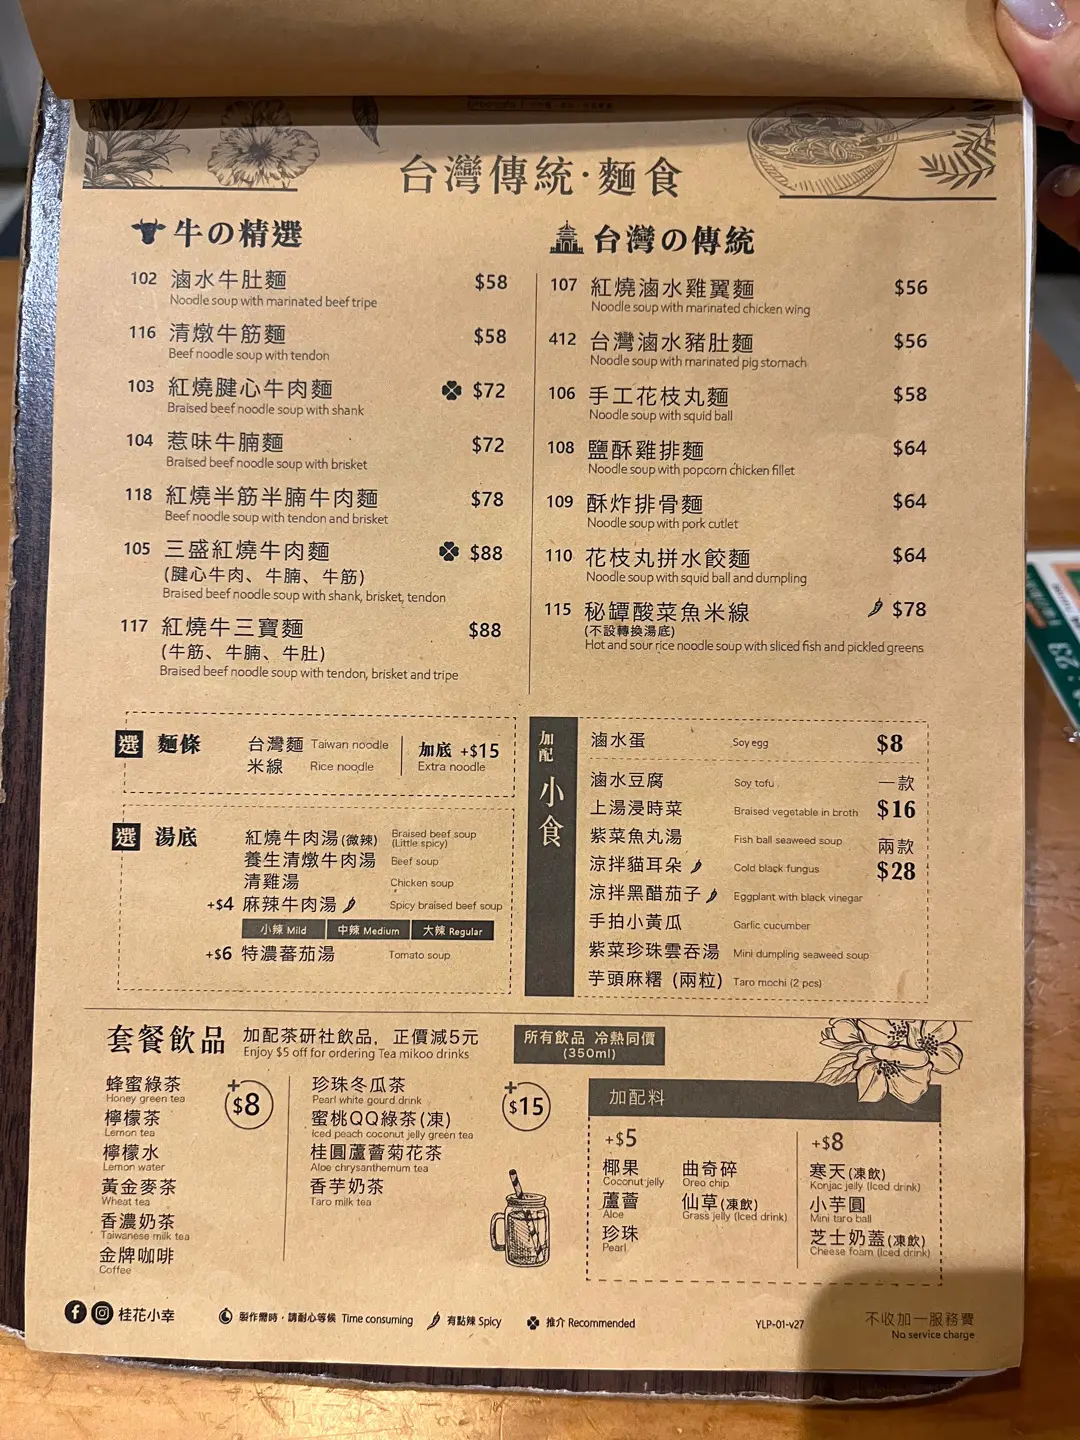 台灣傳統·麵食
牛の精選
102 滷水牛肚麵 $58
Noodle soup with marinated beef tripe
116 清燉牛筋麵 $58
Beef noodle soup with tendon
103 紅燒腱心牛肉麵 $72
Braised beef noodle soup with shank
104 惹味牛腩麵 $72
Braised beef noodle soup with brisket
118 紅燒半筋半腩牛肉麵 $78
Beef noodle soup with tendon and brisket
105 三盛紅燒牛肉麵 $88
(腱心牛肉、牛腩、牛筋)
Braised beef noodle soup with shank, brisket, tendon
117 紅燒牛三寶麵 $88
(牛筋、牛腩、牛肚)
Braised beef noodle soup with tendon, brisket and tripe
台灣の傳統
107 紅燒滷水雞翼麵 $56
Noodle soup with marinated chicken wing
412 台灣滷水豬肚麵 $56
Noodle soup with marinated pig stomach
106 手工花枝丸麵 $58
Noodle soup with squid ball
108 鹽酥雞排麵 $64
Noodle soup with popcorn chicken fillet
109 酥炸排骨麵 $64
Noodle soup with pork cutlet
110 花枝丸拼水餃麵 $64
Noodle soup with squid ball and dumpling
115 秘罈酸菜魚米線 $78
(不設轉換湯底)
Hot and sour rice noodle soup with sliced fish and pickled greens
選 麵條
台灣麵 Taiwan noodle
米線 Rice noodle
加底 +$15
Extra noodle
選 湯底
紅燒牛肉湯(微辣) Braised beef soup
(Little spicy)
養生清燉牛肉湯 Beef soup
清雞湯 Chicken soup
+$4 麻辣牛肉湯 Spicy braised beef soup
小辣 Mild 中辣 Medium 大辣 Regular
+$6 特濃蕃茄湯 Tomato soup
加配 小食
滷水蛋 Soy egg $8
滷水豆腐 Soy tofu 一款
上湯浸時菜 Braised vegetable in broth $16
紫菜魚丸湯 Fish ball seaweed soup 兩款
涼拌貓耳朵 Cold black fungus $28
涼拌黑醋茄子 Eggplant with black vinegar
手拍小黃瓜 Garlic cucumber
紫菜珍珠雲吞湯 Mini dumpling seaweed soup
芋頭麻糬 (兩粒) Taro mochi (2 pcs)
套餐飲品 加配茶研社飲品，正價減5元
Enjoy $5 off for ordering Tea mikoo drinks
所有飲品 冷熱同價
(350ml)
蜂蜜綠茶
Honey green tea
檸檬茶
Lemon tea
檸檬水
Lemon water
黃金麥茶
Wheat tea
香濃奶茶
Taiwanese milk tea
金牌咖啡
Coffee
+$8
珍珠冬瓜茶
Pearl white gourd drink
蜜桃QQ綠茶(凍)
Iced peach coconut jelly green tea
桂圓蘆薈菊花茶
Aloe chrysanthemum tea
香芋奶茶
Taro milk tea
+$15
加配料
+$5
椰果
Coconut jelly
蘆薈
Aloe
珍珠
Pearl
曲奇碎
Oreo chip
仙草(凍飲)
Grass jelly (Iced drink)
+$8
寒天(凍飲)
Konjac jelly (Iced drink)
小芋圓
Mini taro ball
芝士奶蓋(凍飲)
Cheese foam (Iced drink)
桂花小幸
製作需時，請耐心等候 Time consuming
有點辣 Spicy
推介 Recommended
YLP-01-v27
不收加一服務費
No service charge